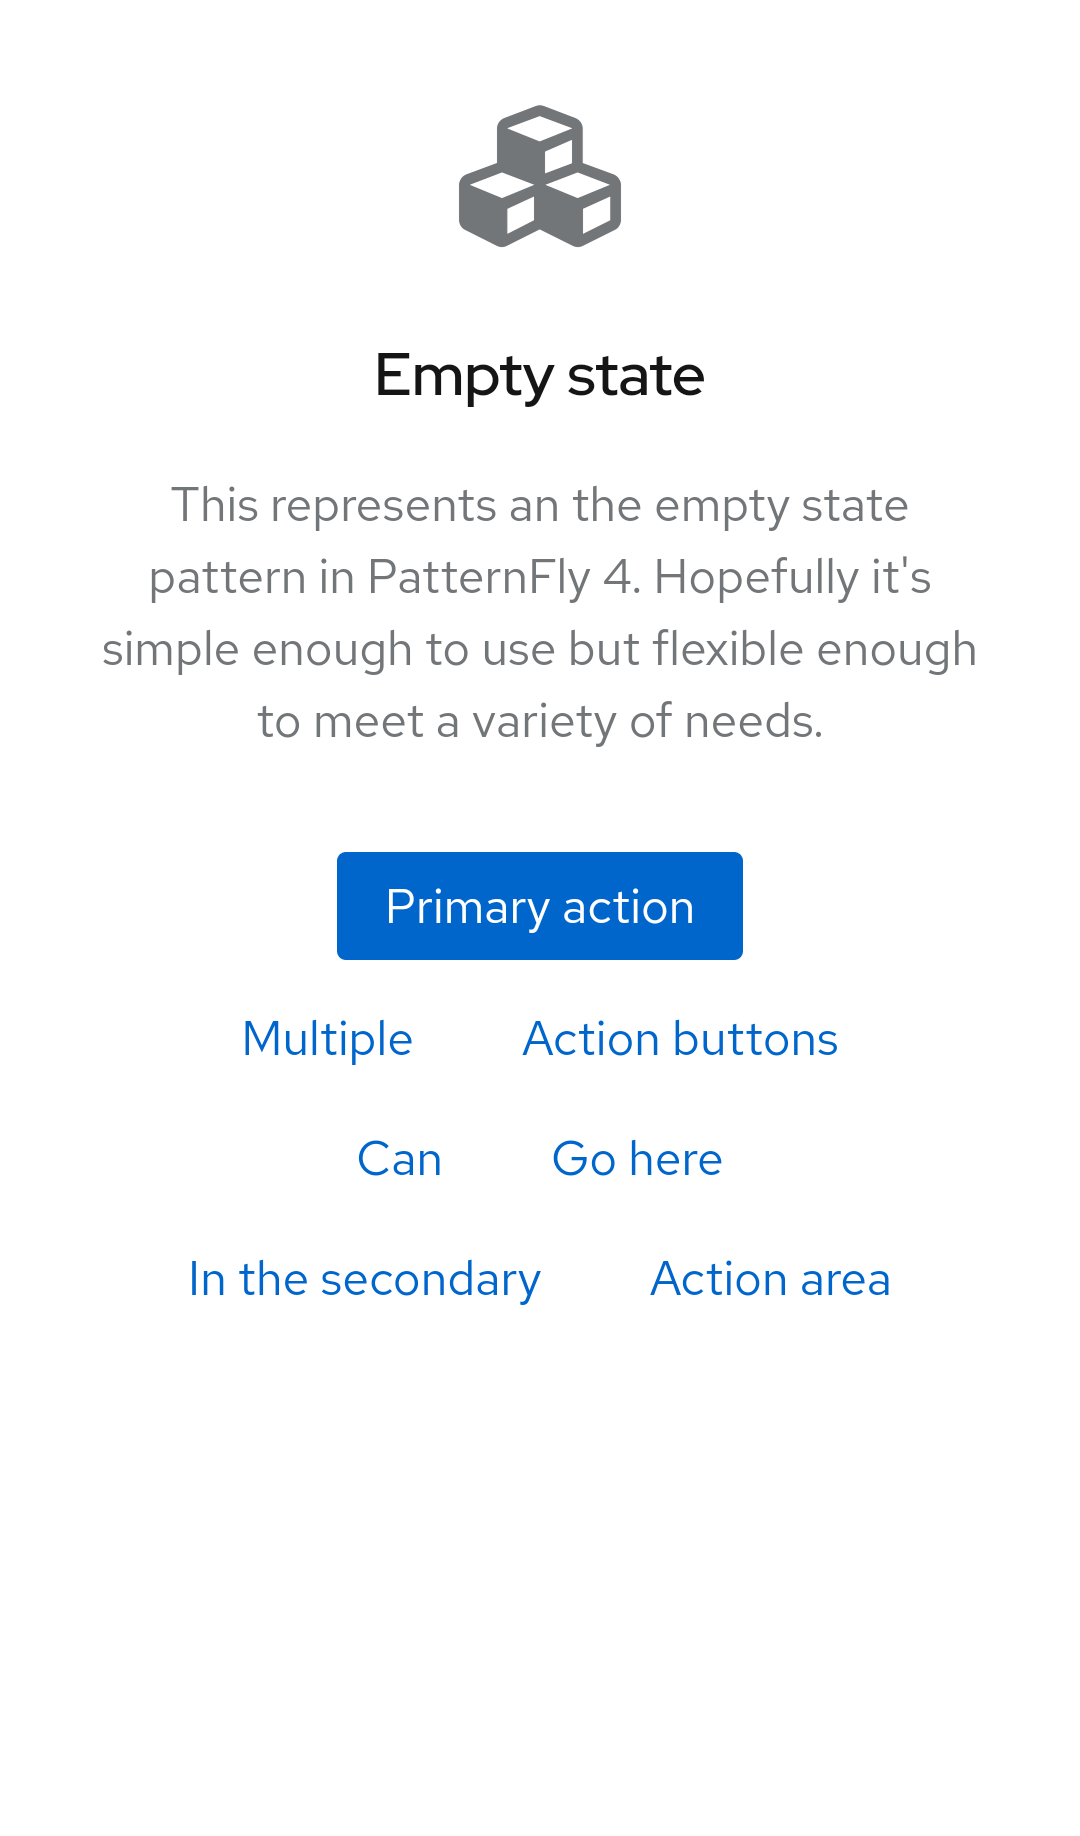 Empty state
This represents an the empty state
pattern in PatternFly 4. Hopefully it's
simple enough to use but flexible enough
to meet a variety of needs.
Primary action
Multiple Action buttons
Can Go here
In the secondary Action area